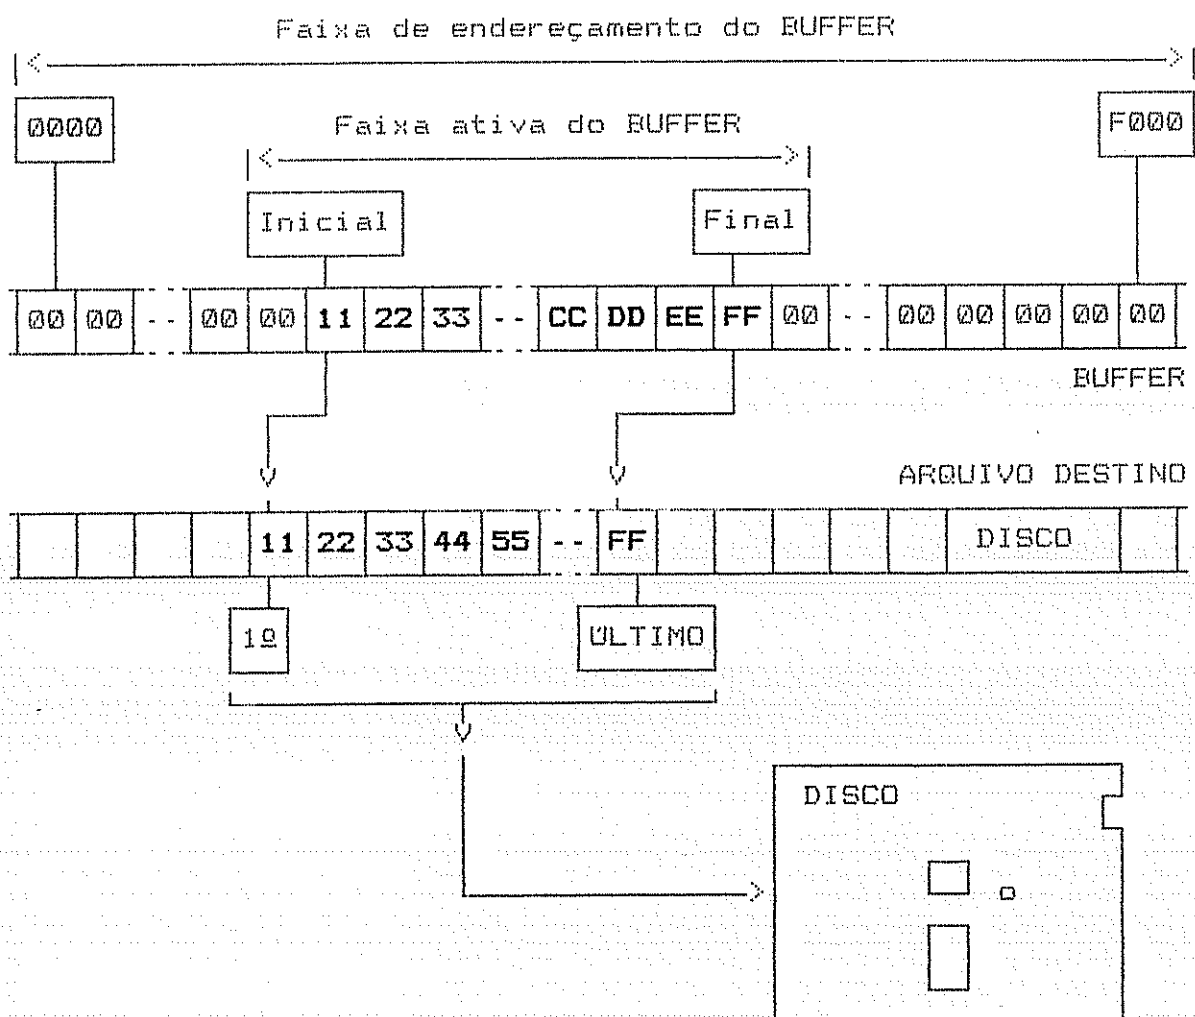 Faixa de endereçamento do BUFFER
0000
F000
Faixa ativa do BUFFER
Inicial
Final
00 00 -- 00 00 11 22 33 -- CC DD EE FF 00 -- 00 00 00 00 00
BUFFER
ARQUIVO DESTINO
11 22 33 44 55 -- FF DISCO
1º
ÚLTIMO
DISCO